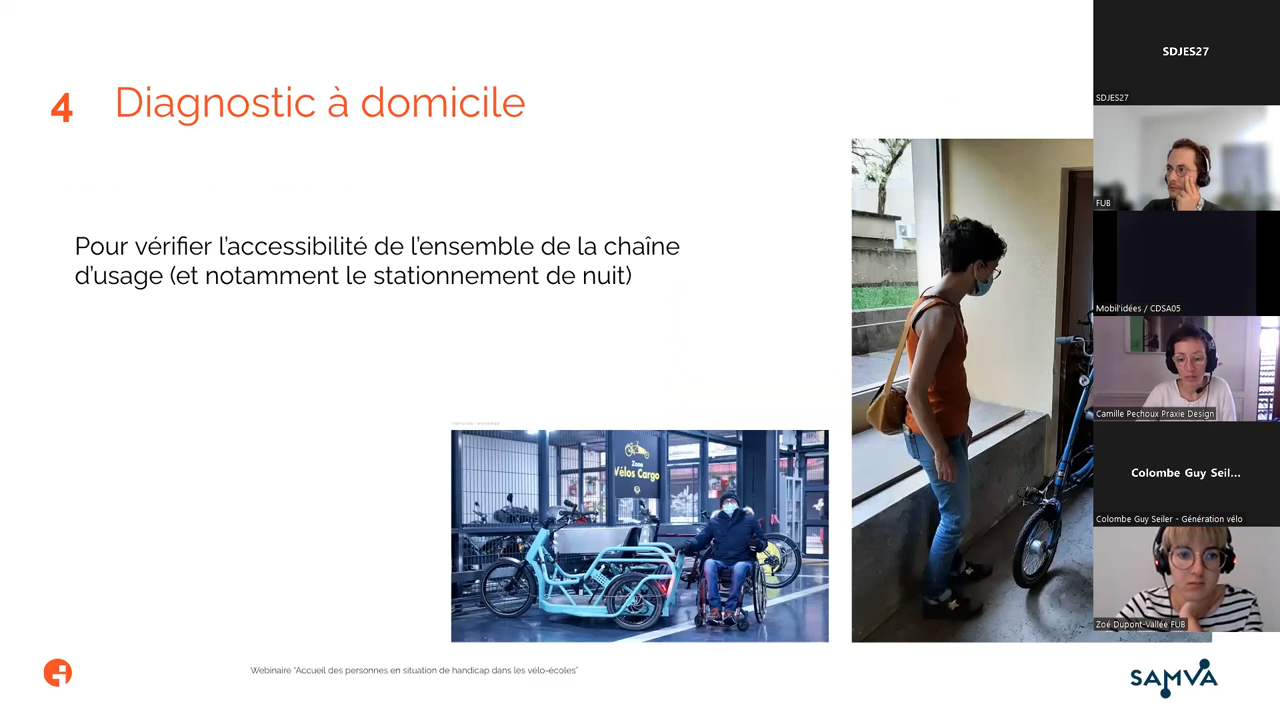 4 Diagnostic à domicile
Pour vérifier l'accessibilité de l'ensemble de la chaîne
d'usage (et notamment le stationnement de nuit)
Zone
Vélos Cargo
Webinaire "Accueil des personnes en situation de handicap dans les vélo-écoles"
SAMVA
SDJES27
SDJES27
FUB
Mobil'idées / CDSA05
Camille Pechoux Praxie Design
Colombe Guy Seil...
Colombe Guy Seiler - Génération vélo
Zoé Dupont-Vallée FUB